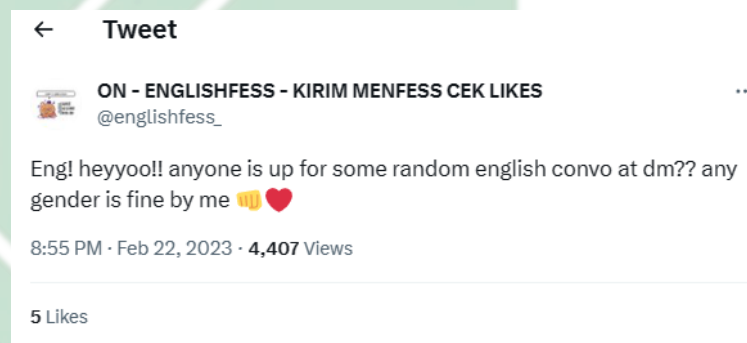 Tweet
ON - ENGLISHFESS - KIRIM MENFESS CEK LIKES
@englishfess_
Eng! heyyoo!! anyone is up for some random english convo at dm?? any
gender is fine by me 👊❤️
8:55 PM · Feb 22, 2023 · 4,407 Views
5 Likes